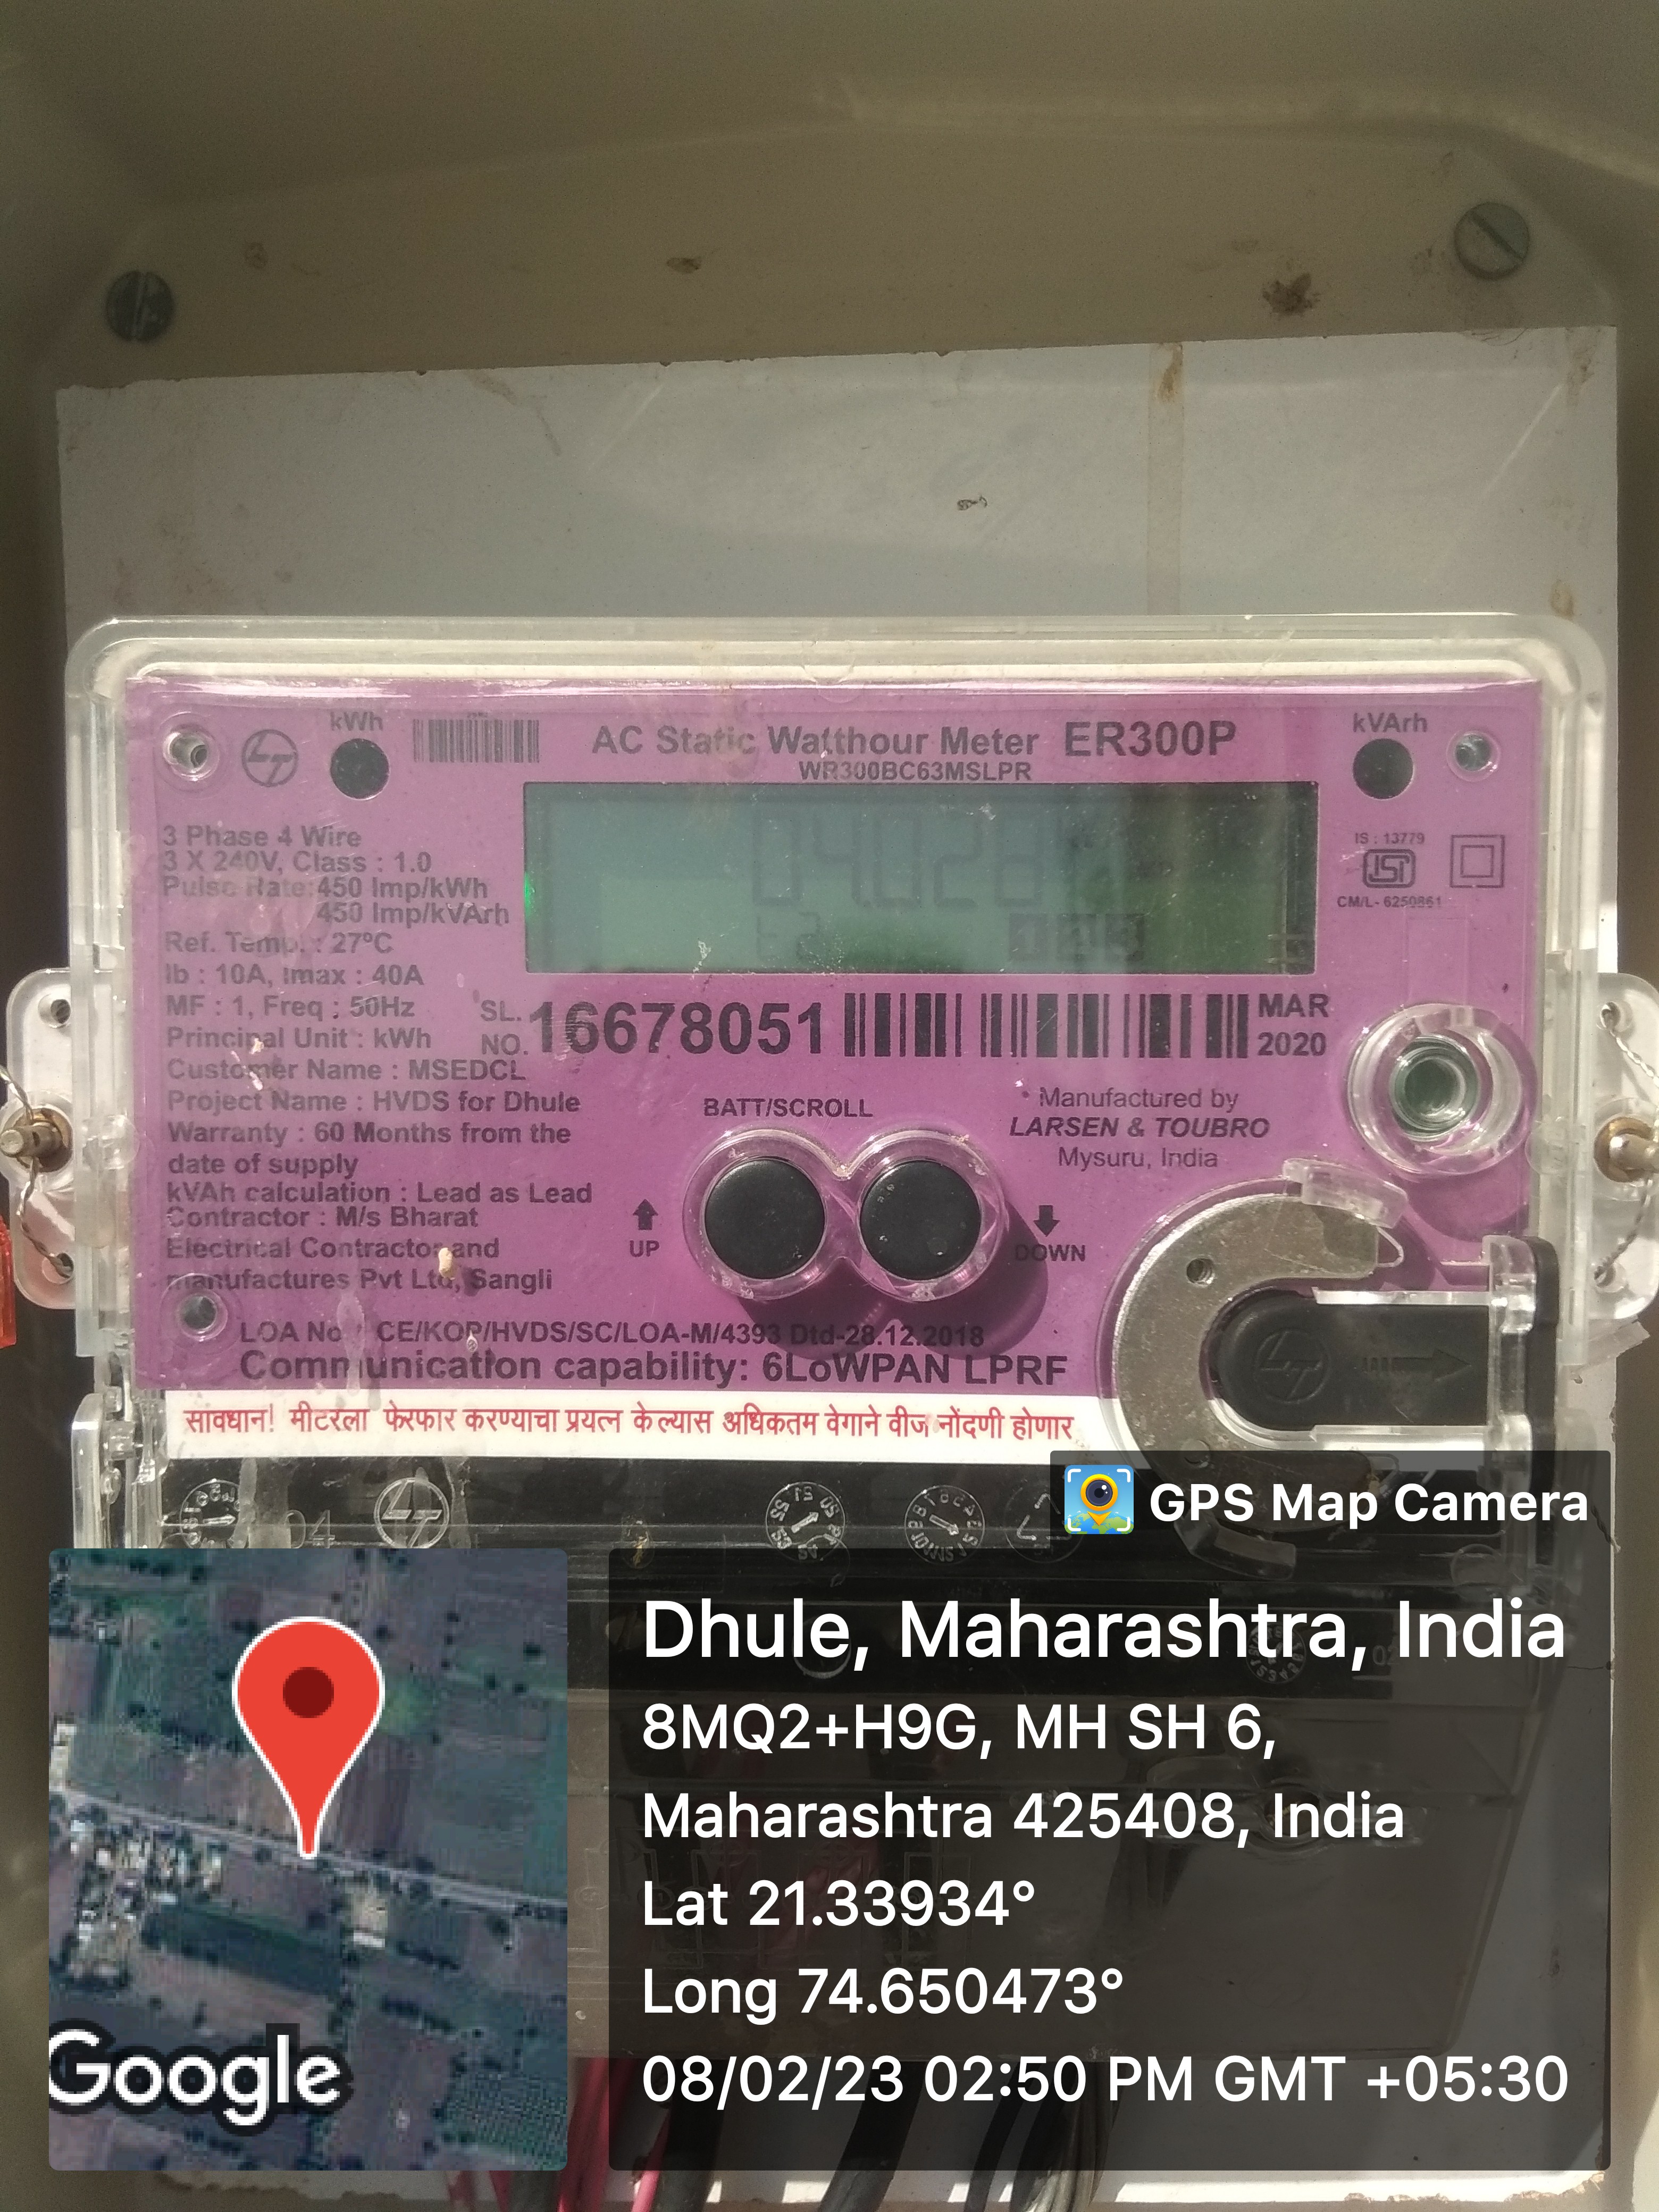 kWh
AC Static Watthour Meter ER300P
WR300BC63MSLPR
kVArh
3 Phase 4 Wire
3 X 240V, Class : 1.0
Pulse Rate:450 Imp/kWh
450 Imp/kVArh
Ref. Temp. : 27°C
Ib : 10A, Imax : 40A
MF : 1, Freq : 50Hz
Principal Unit : kWh
Customer Name : MSEDCL
Project Name : HVDS for Dhule
Warranty : 60 Months from the
date of supply
kVAh calculation : Lead as Lead
Contractor : M/s Bharat
Electrical Contractor and
manufactures Pvt Ltd, Sangli
IS : 13779
ISI
CM/L- 6250861
SL. NO. 16678051
MAR
2020
BATT/SCROLL
UP
DOWN
Manufactured by
LARSEN & TOUBRO
Mysuru, India
LOA No : CE/KOP/HVDS/SC/LOA-M/4393 Dtd-28.12.2018
Communication capability: 6LoWPAN LPRF
सावधान! मीटरला फेरफार करण्याचा प्रयत्न केल्यास अधिकतम वेगाने वीज नोंदणी होणार
GPS Map Camera
Dhule, Maharashtra, India
8MQ2+H9G, MH SH 6,
Maharashtra 425408, India
Lat 21.33934°
Long 74.650473°
08/02/23 02:50 PM GMT +05:30
Google